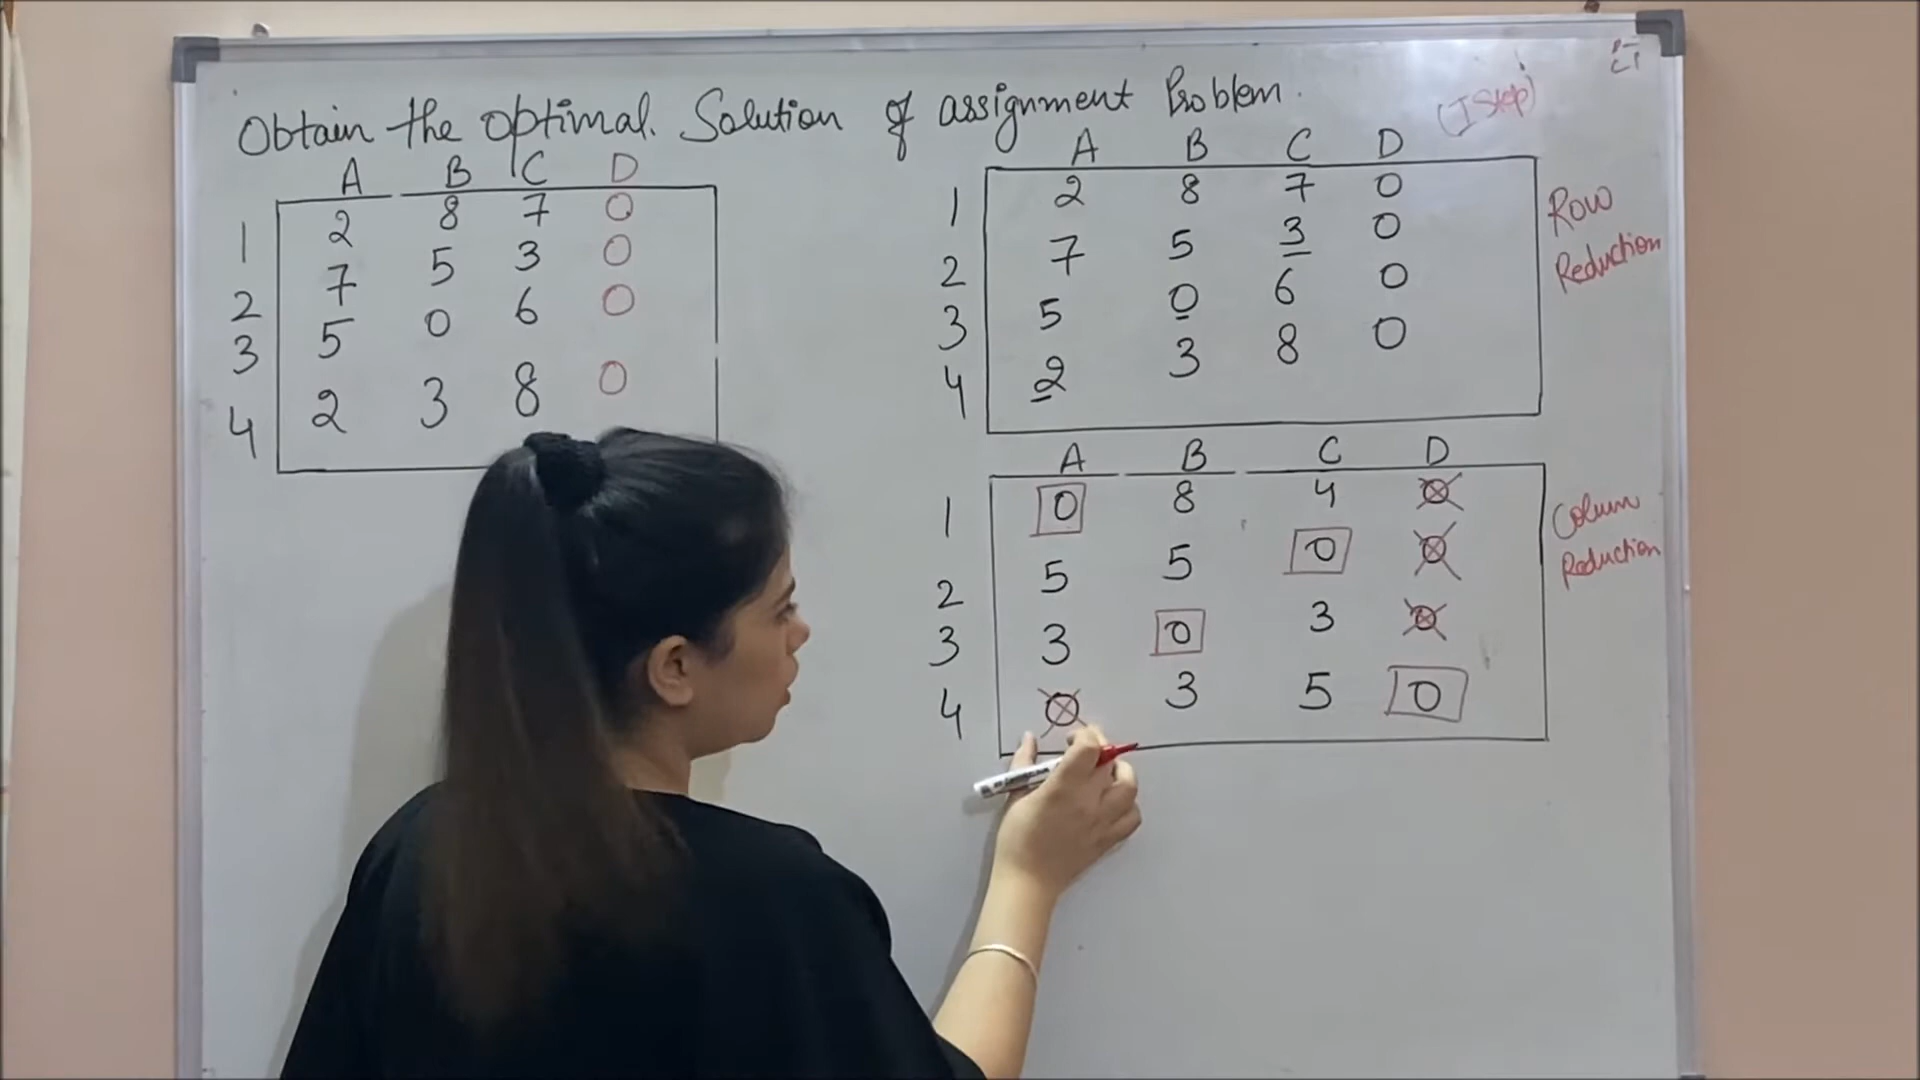 Obtain the optimal. Solution of assignment Problem.
(I Step)
A B C D
1 2 8 7 0
2 7 5 3 0
3 5 0 6 0
4 2 3 8 0
A B C D
1 2 8 7 0
2 7 5 3 0
3 5 0 6 0
4 2 3 8 0
Row
Reduction
A B C D
1 0 8 4 0
2 5 5 0 0
3 3 0 3 0
4 0 3 5 0
Column
Reduction